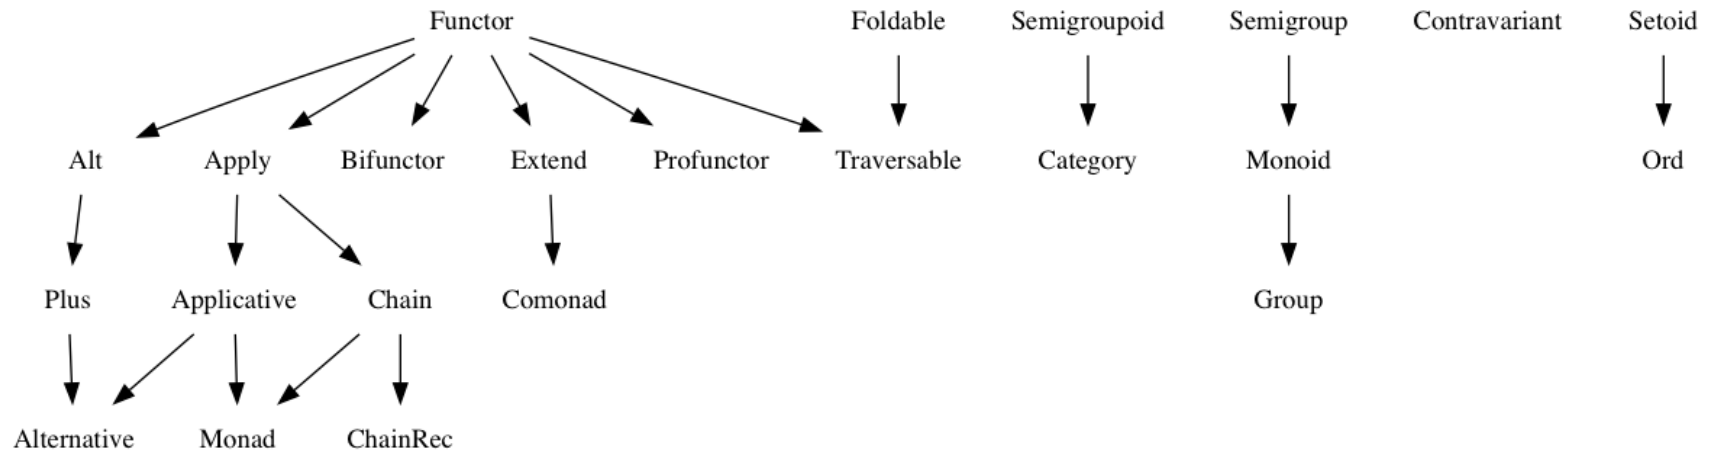 Functor Foldable Semigroupoid Semigroup Contravariant Setoid
Alt Apply Bifunctor Extend Profunctor Traversable Category Monoid Ord
Plus Applicative Chain Comonad Group
Alternative Monad ChainRec